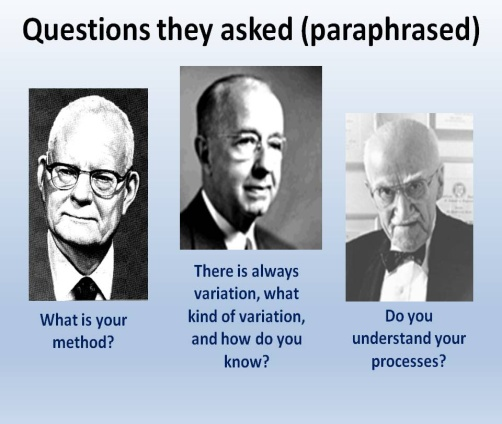 Questions they asked (paraphrased)
What is your
method?
There is always
variation, what
kind of variation,
and how do you
know?
Do you
understand your
processes?